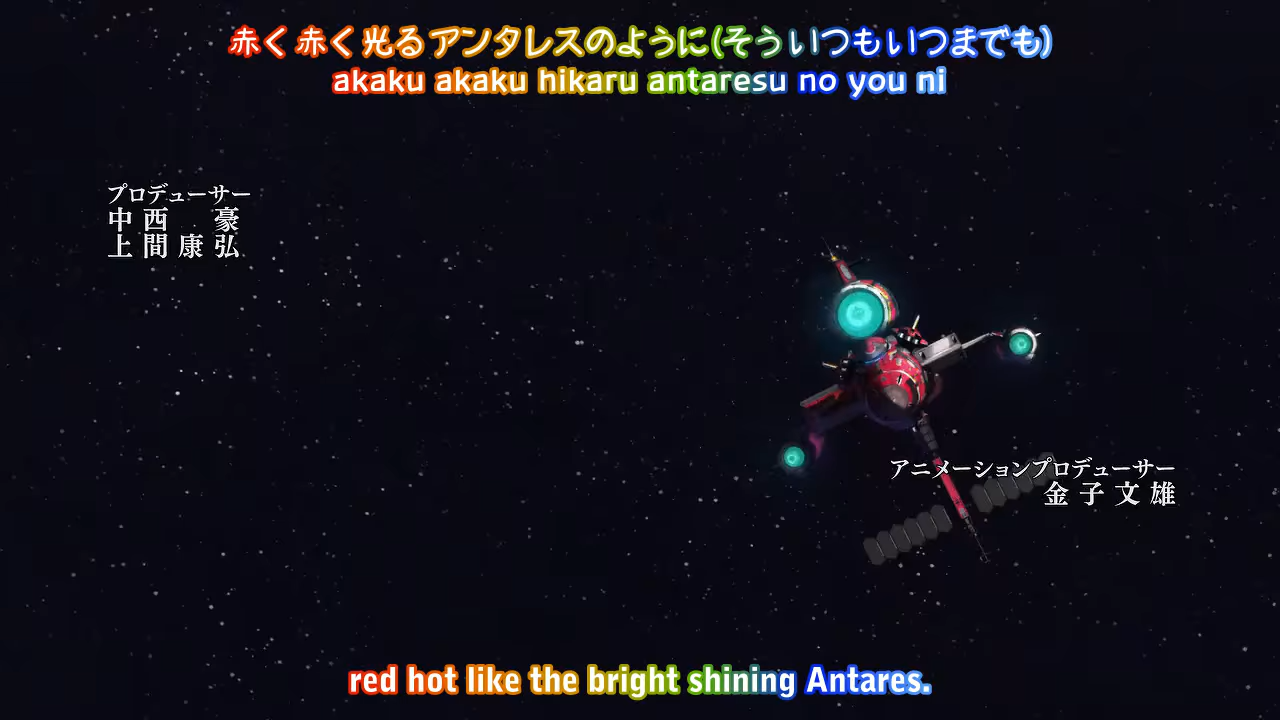 赤く赤く光るアンタレスのように(そういつもいつまでも)
akaku akaku hikaru antaresu no you ni
プロデューサー
中西 豪
上間康弘
アニメーションプロデューサー
金子文雄
red hot like the bright shining Antares.